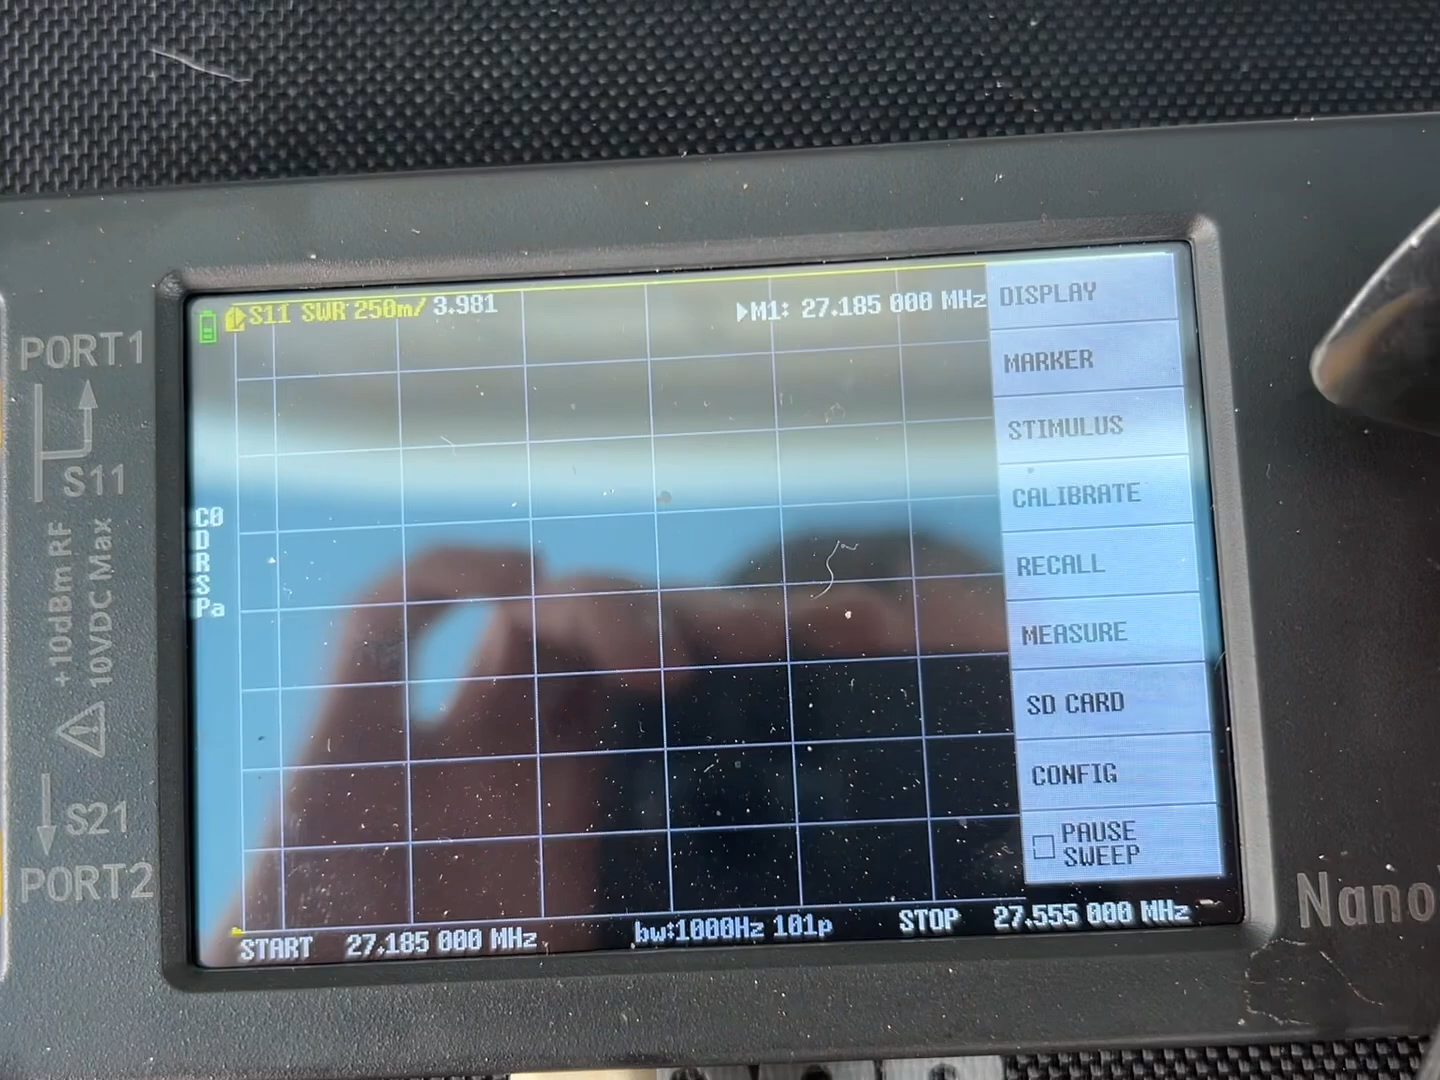 S11 SWR 250m/ 3.981
M1: 27.185 000 MHz
DISPLAY
MARKER
STIMULUS
CALIBRATE
RECALL
MEASURE
SD CARD
CONFIG
PAUSE
SWEEP
C0
D
R
S
Pa
START 27.185 000 MHz
bw:1000Hz 101p
STOP 27.555 000 MHz
PORT1
S11
+10dBm RF
10VDC Max
S21
PORT2
Nano